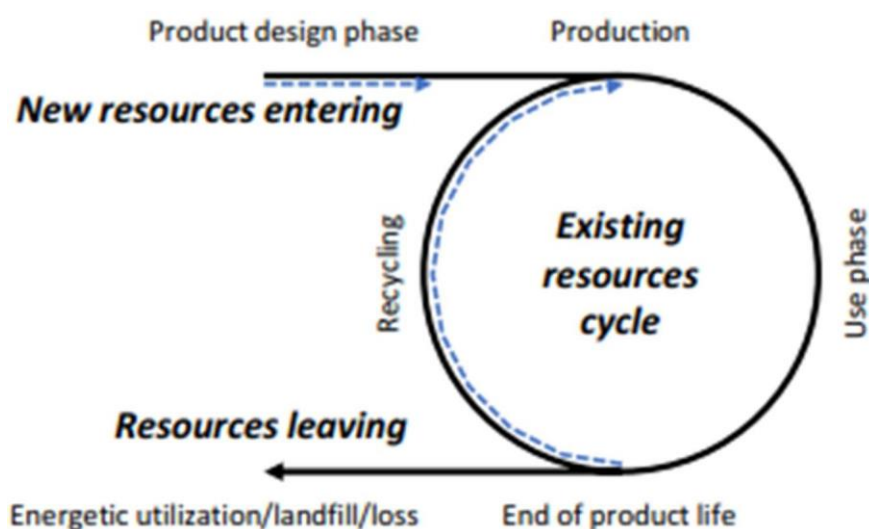 Product design phase
Production
New resources entering
Recycling
Existing
resources
cycle
Use phase
Resources leaving
Energetic utilization/landfill/loss
End of product life